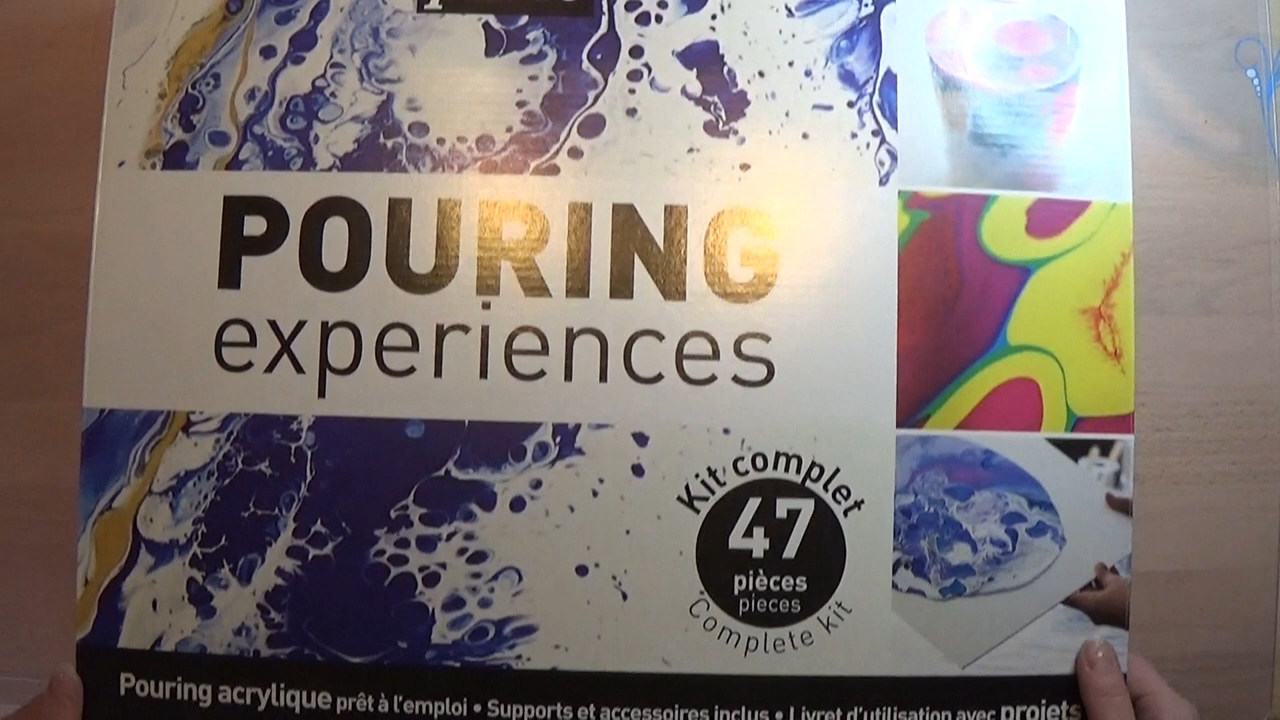 POURING
experiences
Kit complet
47
pièces
pieces
Complete kit
Pouring acrylique prêt à l'emploi • Supports et accessoires inclus • Livret d'utilisation avec projets